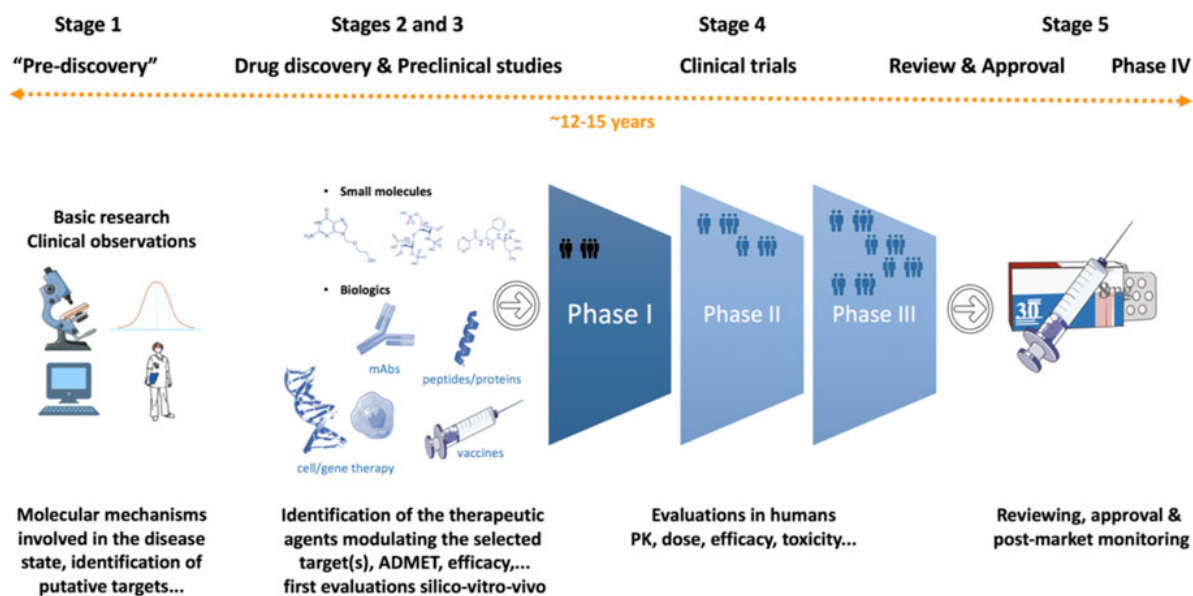 Stage 1
Stages 2 and 3
Stage 4
Stage 5
“Pre-discovery”
Drug discovery & Preclinical studies
Clinical trials
Review & Approval
Phase IV
~12-15 years
Basic research
Clinical observations
• Small molecules
• Biologics
mAbs
peptides/proteins
cell/gene therapy
vaccines
Phase I
Phase II
Phase III
Molecular mechanisms
involved in the disease
state, identification of
putative targets...
Identification of the therapeutic
agents modulating the selected
target(s), ADMET, efficacy,...
first evaluations silico-vitro-vivo
Evaluations in humans
PK, dose, efficacy, toxicity...
Reviewing, approval &
post-market monitoring